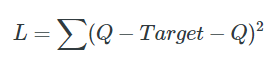 L = ∑(Q − Target − Q)²